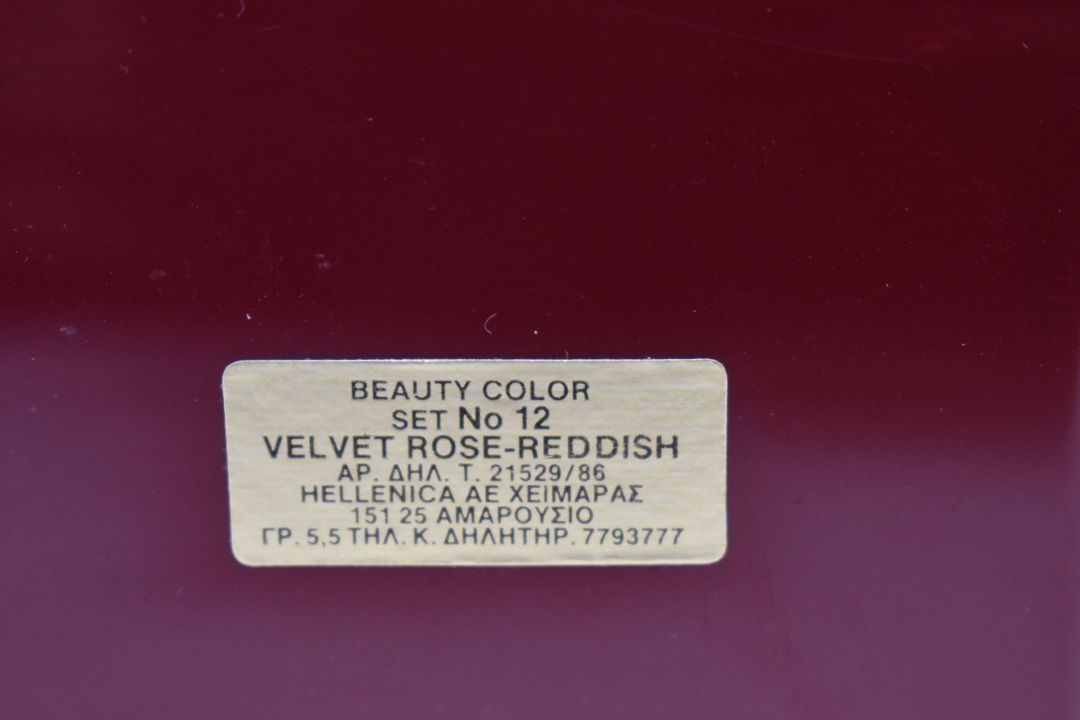 BEAUTY COLOR
SET No 12
VELVET ROSE-REDDISH
ΑΡ. ΔΗΛ. Τ. 21529/86
HELLENICA AE ΧΕΙΜΑΡΑΣ
151 25 ΑΜΑΡΟΥΣΙΟ
ΓΡ. 5,5 ΤΗΛ. Κ. ΔΗΛΗΤΗΡ. 7793777